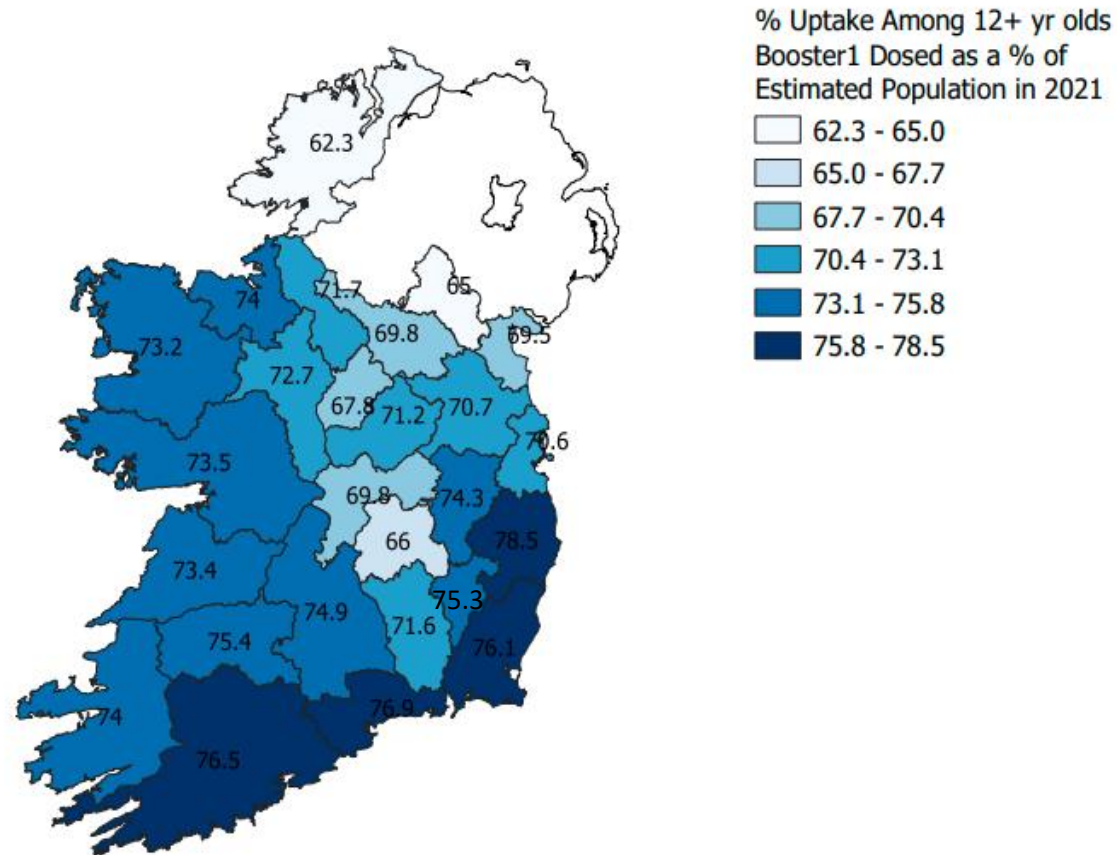 % Uptake Among 12+ yr olds
Booster1 Dosed as a % of
Estimated Population in 2021
62.3 - 65.0
65.0 - 67.7
67.7 - 70.4
70.4 - 73.1
73.1 - 75.8
75.8 - 78.5
62.3
71.7
65
74
69.8
69.5
73.2
72.7
67.8
71.2
70.7
70.6
73.5
69.8
74.3
66
78.5
73.4
74.9
75.3
75.4
71.6
76.1
74
76.9
76.5